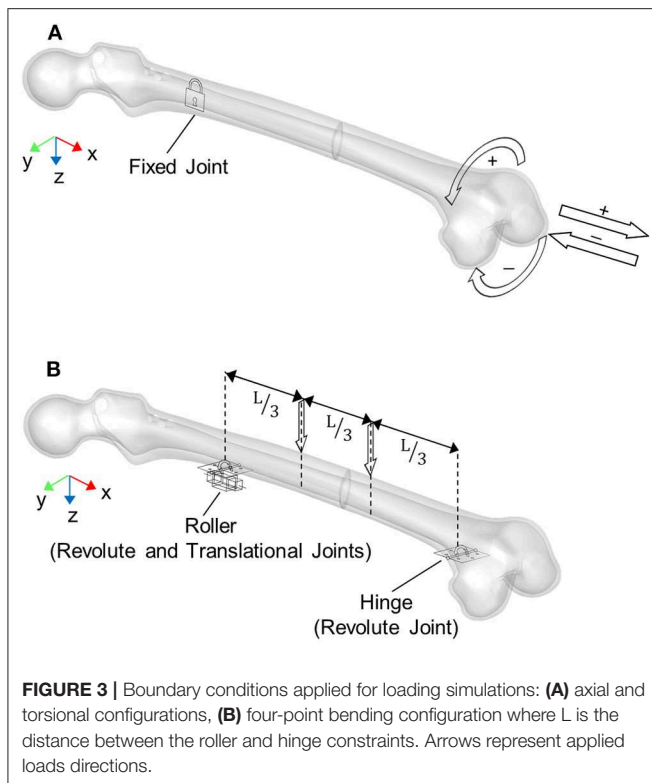 A
y
x
z
Fixed Joint
+
–
+
–
B
L/3
L/3
L/3
y
x
z
Roller
(Revolute and Translational Joints)
Hinge
(Revolute Joint)
FIGURE 3 | Boundary conditions applied for loading simulations: (A) axial and
torsional configurations, (B) four-point bending configuration where L is the
distance between the roller and hinge constraints. Arrows represent applied
loads directions.